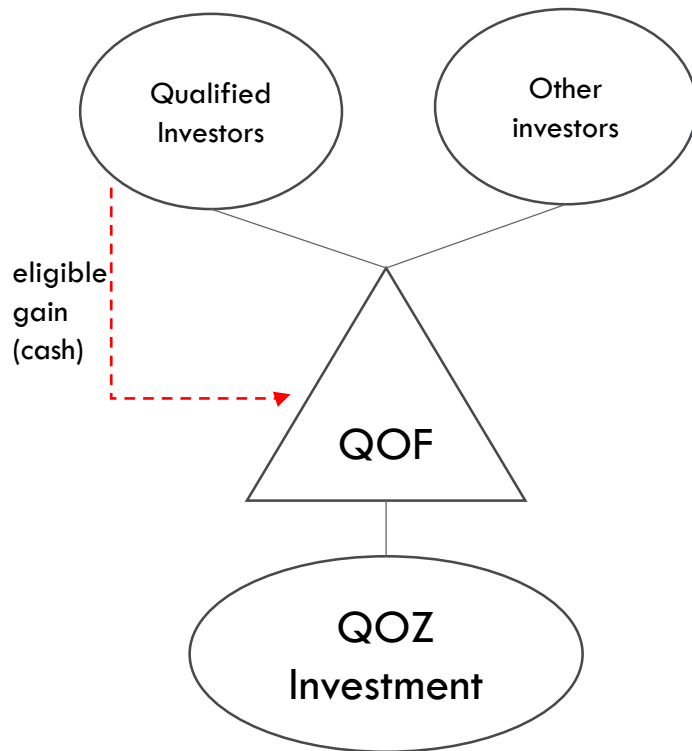 Qualified
Investors
Other
investors
eligible
gain
(cash)
QOF
QOZ
Investment